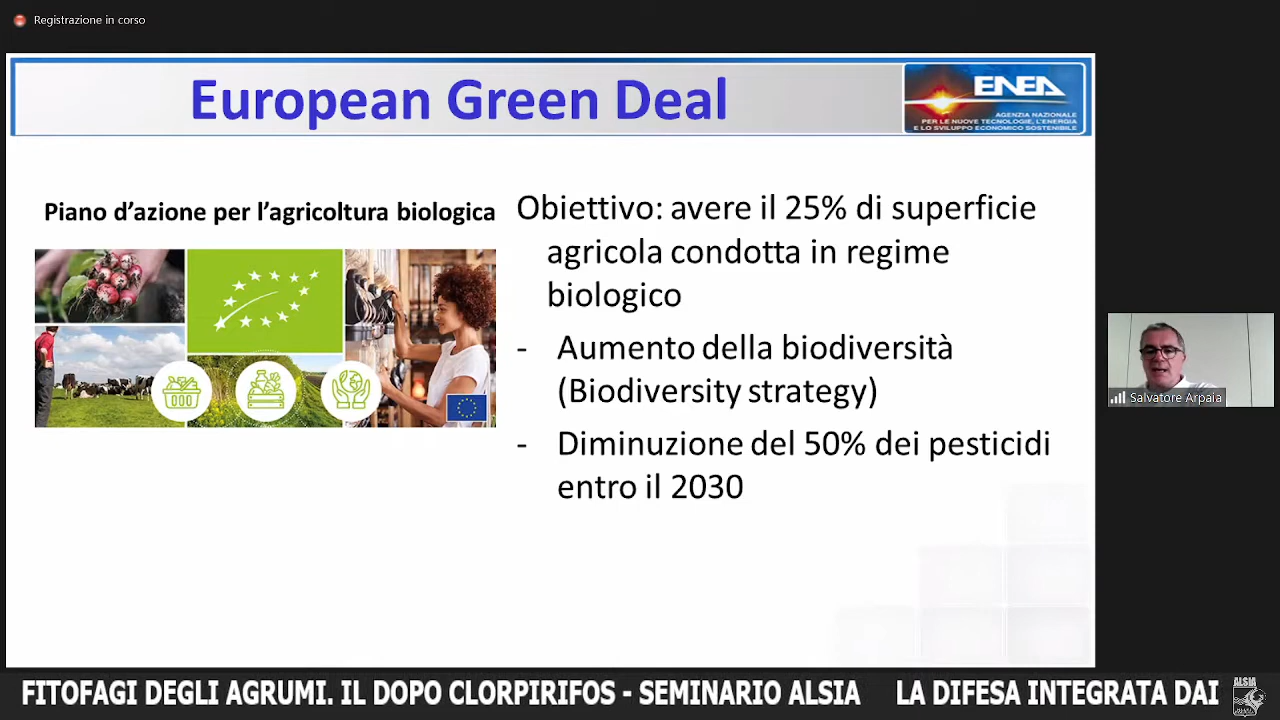 Registrazione in corso
European Green Deal
ENEA
AGENZIA NAZIONALE
PER LE NUOVE TECNOLOGIE, L'ENERGIA
E LO SVILUPPO ECONOMICO SOSTENIBILE
Piano d'azione per l'agricoltura biologica
Obiettivo: avere il 25% di superficie
agricola condotta in regime
biologico
- Aumento della biodiversità
(Biodiversity strategy)
- Diminuzione del 50% dei pesticidi
entro il 2030
Salvatore Arpaia
FITOFAGI DEGLI AGRUMI. IL DOPO CLORPIRIFOS - SEMINARIO ALSIA LA DIFESA INTEGRATA DAI
ALSIA